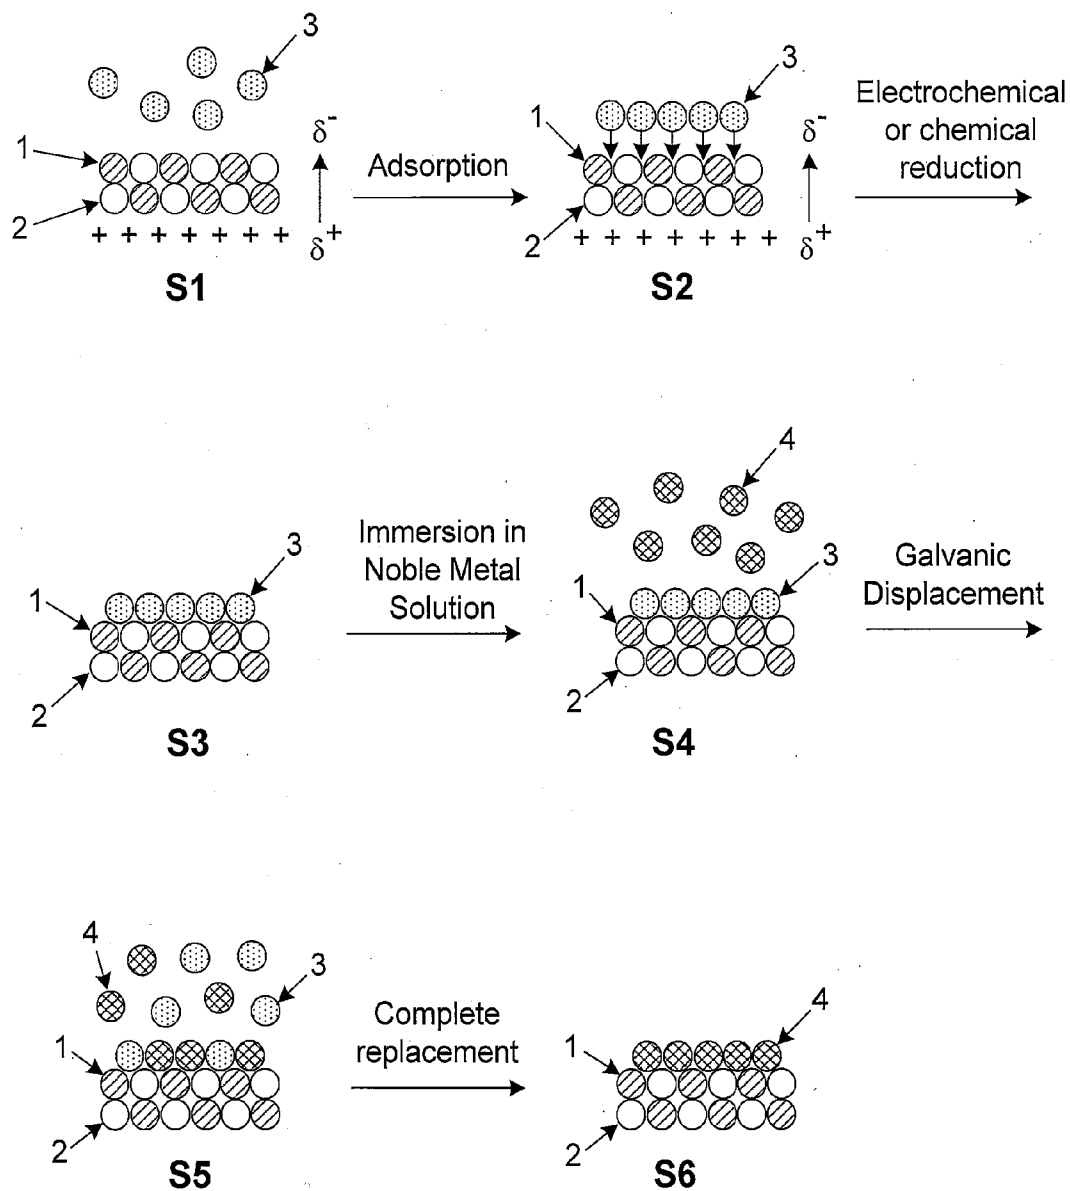 3
1
2
δ-
δ+
+ + + + + + +
S1
Adsorption
3
1
2
δ-
δ+
+ + + + + + +
S2
Electrochemical
or chemical
reduction
3
1
2
S3
Immersion in
Noble Metal
Solution
4
3
1
2
S4
Galvanic
Displacement
4
3
1
2
S5
Complete
replacement
4
1
2
S6